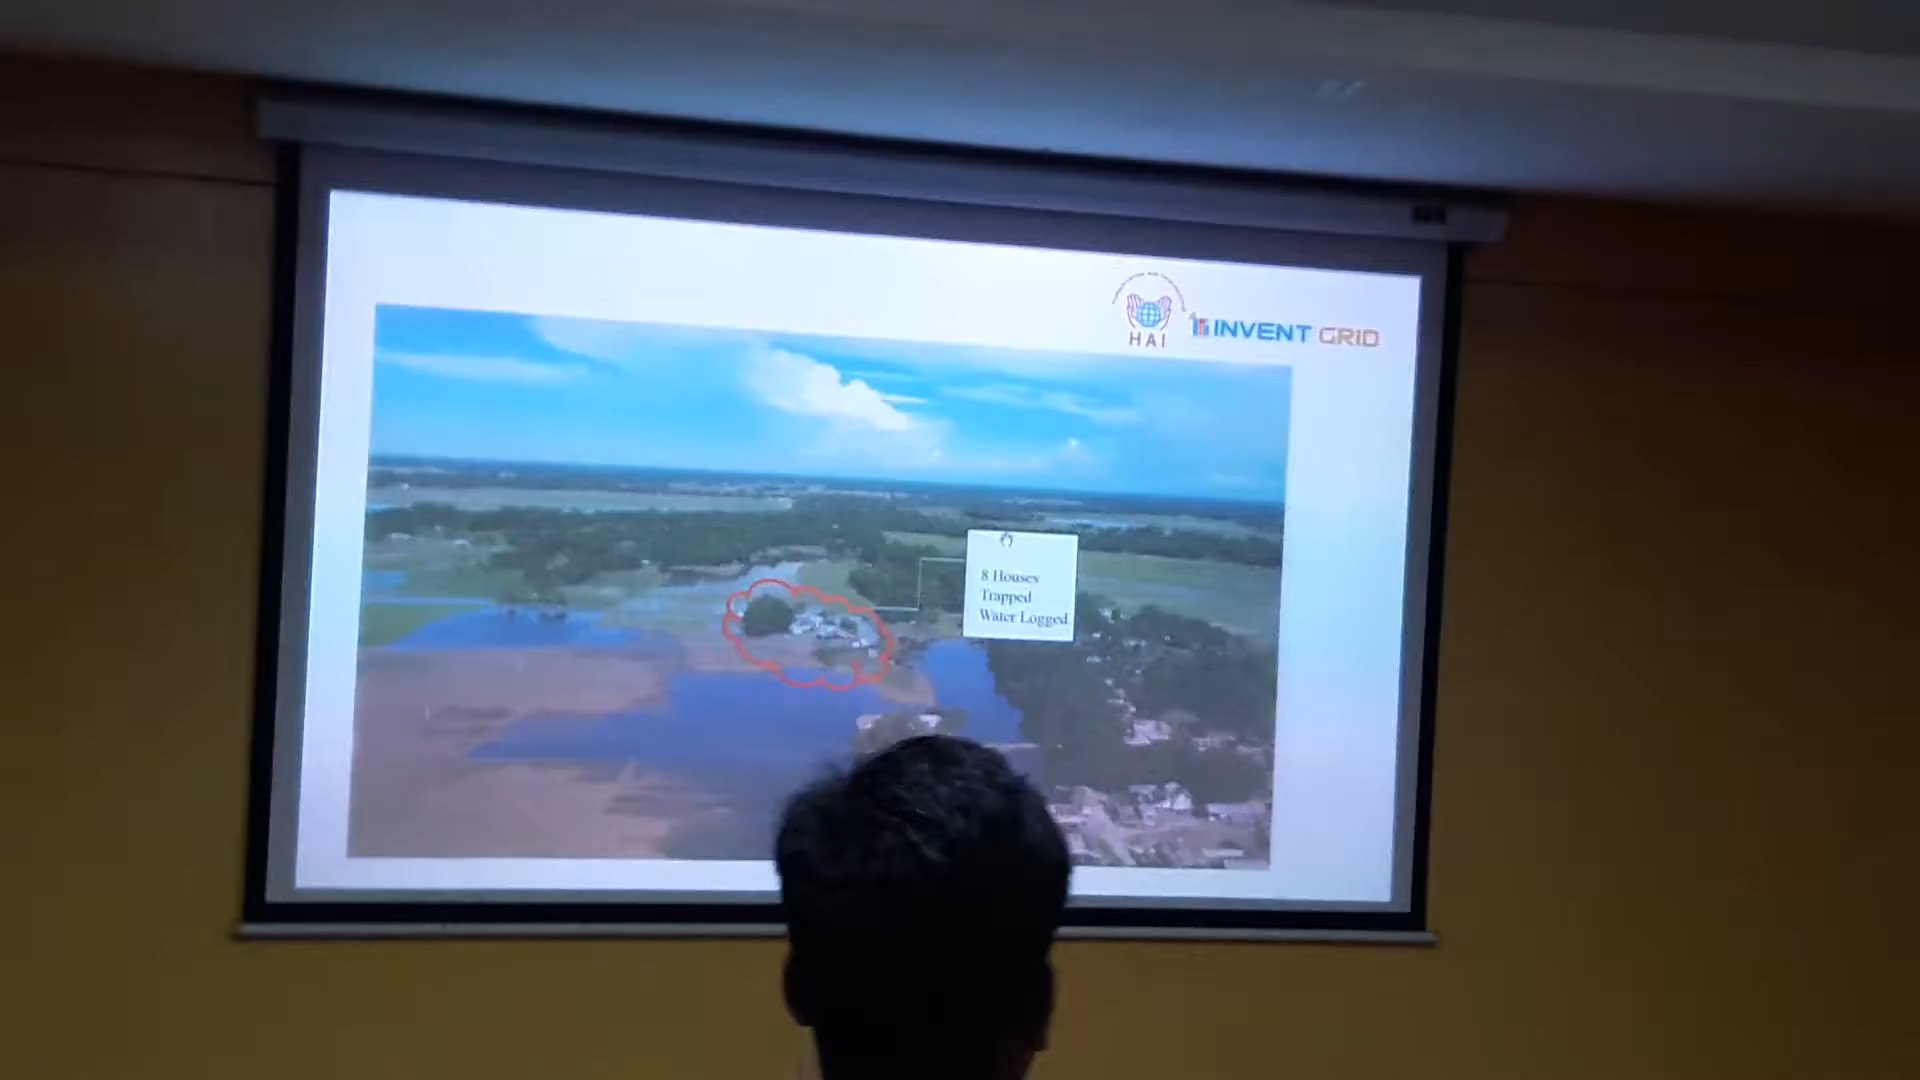 HAI
INVENT GRID
8 Houses
Trapped
Water Logged